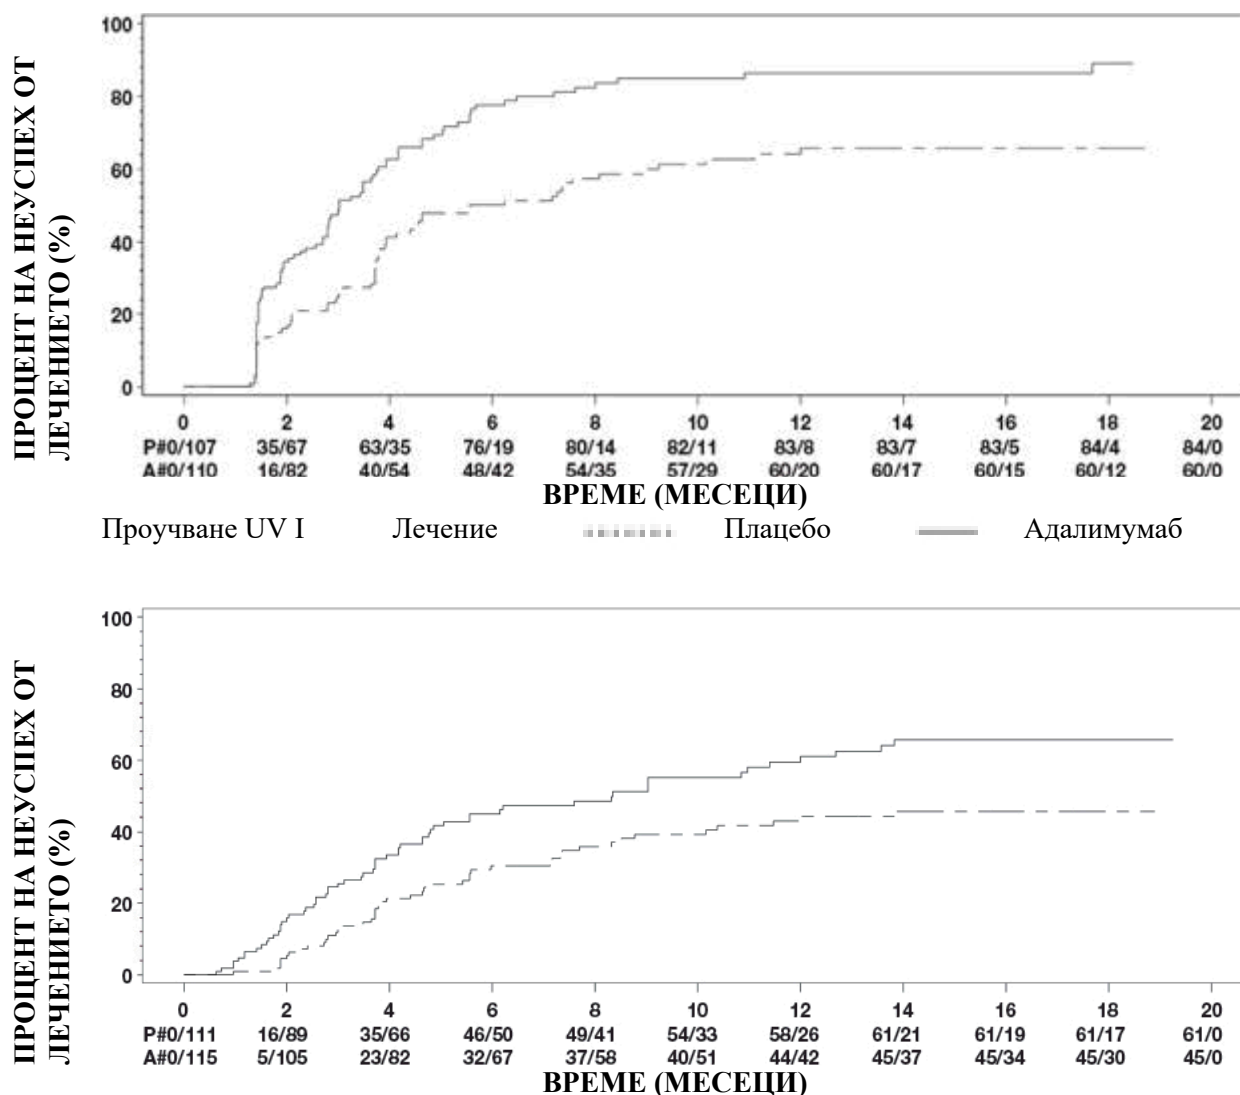 ПРОЦЕНТ НА НЕУСПЕХ ОТ
ЛЕЧЕНИЕТО (%)
100
80
60
40
20
0
0 2 4 6 8 10 12 14 16 18 20
P#0/107 35/67 63/35 76/19 80/14 82/11 83/8 83/7 83/5 84/4 84/0
A#0/110 16/82 40/54 48/42 54/35 57/29 60/20 60/17 60/15 60/12 60/0
ВРЕМЕ (МЕСЕЦИ)
Проучване UV I Лечение Плацебо Адалимумаб
ПРОЦЕНТ НА НЕУСПЕХ ОТ
ЛЕЧЕНИЕТО (%)
100
80
60
40
20
0
0 2 4 6 8 10 12 14 16 18 20
P#0/111 16/89 35/66 46/50 49/41 54/33 58/26 61/21 61/19 61/17 61/0
A#0/115 5/105 23/82 32/67 37/58 40/51 44/42 45/37 45/34 45/30 45/0
ВРЕМЕ (МЕСЕЦИ)